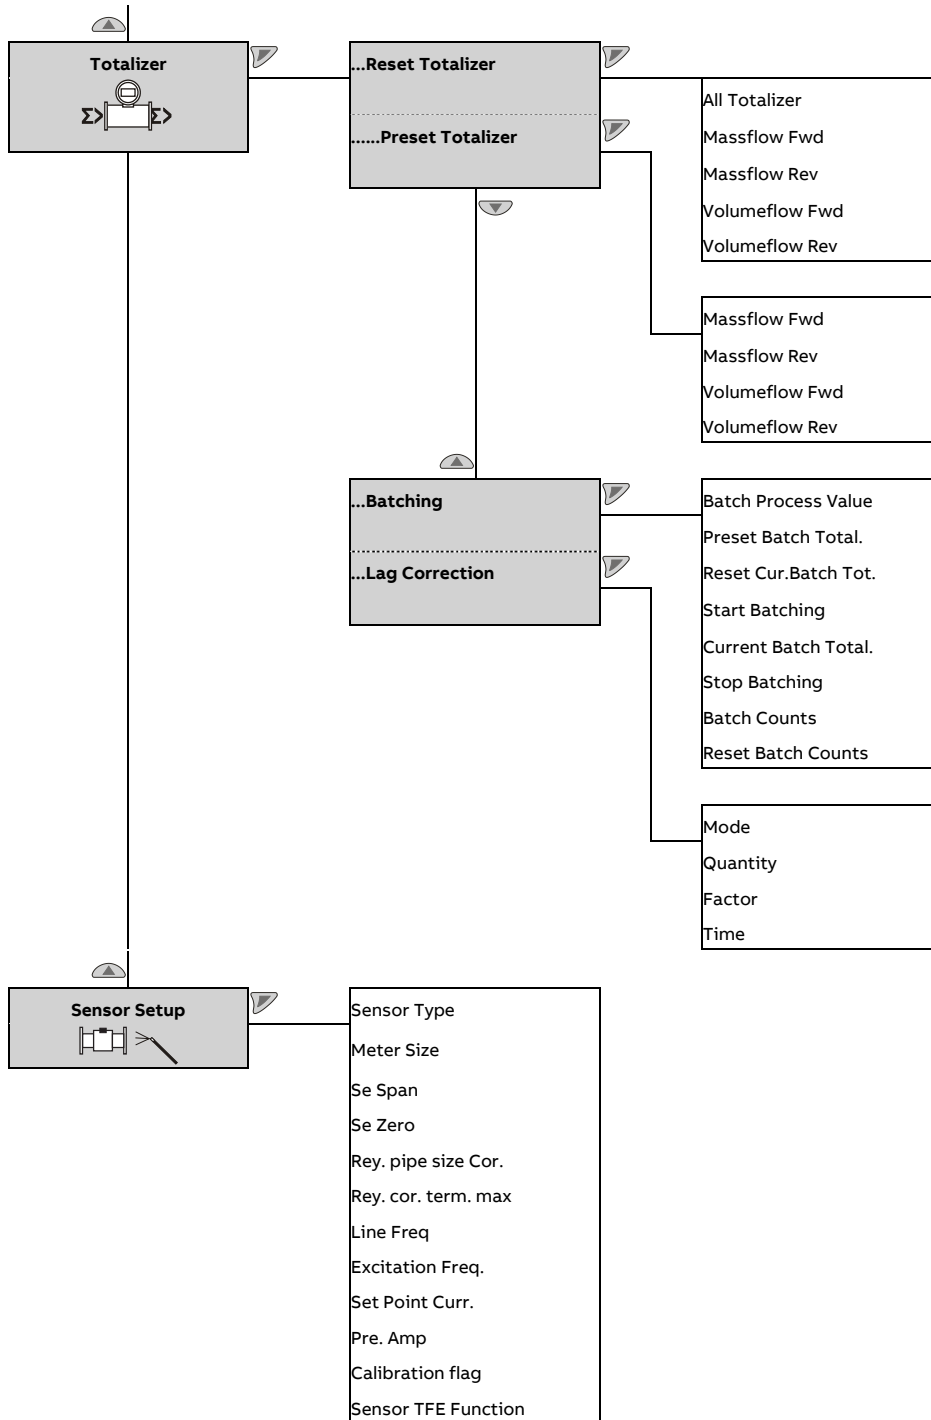 Totalizer
Σ> Σ>
...Reset Totalizer
......Preset Totalizer
All Totalizer
Massflow Fwd
Massflow Rev
Volumeflow Fwd
Volumeflow Rev
Massflow Fwd
Massflow Rev
Volumeflow Fwd
Volumeflow Rev
...Batching
...Lag Correction
Batch Process Value
Preset Batch Total.
Reset Cur.Batch Tot.
Start Batching
Current Batch Total.
Stop Batching
Batch Counts
Reset Batch Counts
Mode
Quantity
Factor
Time
Sensor Setup
Sensor Type
Meter Size
Se Span
Se Zero
Rey. pipe size Cor.
Rey. cor. term. max
Line Freq
Excitation Freq.
Set Point Curr.
Pre. Amp
Calibration flag
Sensor TFE Function